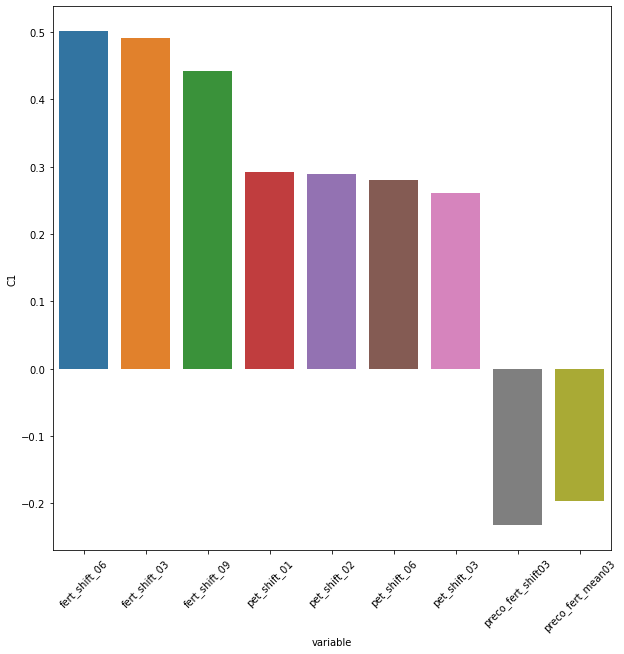 0.5
0.4
0.3
0.2
0.1
0.0
−0.1
−0.2
C1
fert_shift_06
fert_shift_03
fert_shift_09
pet_shift_01
pet_shift_02
pet_shift_06
pet_shift_03
preco_fert_shift03
preco_fert_mean03
variable